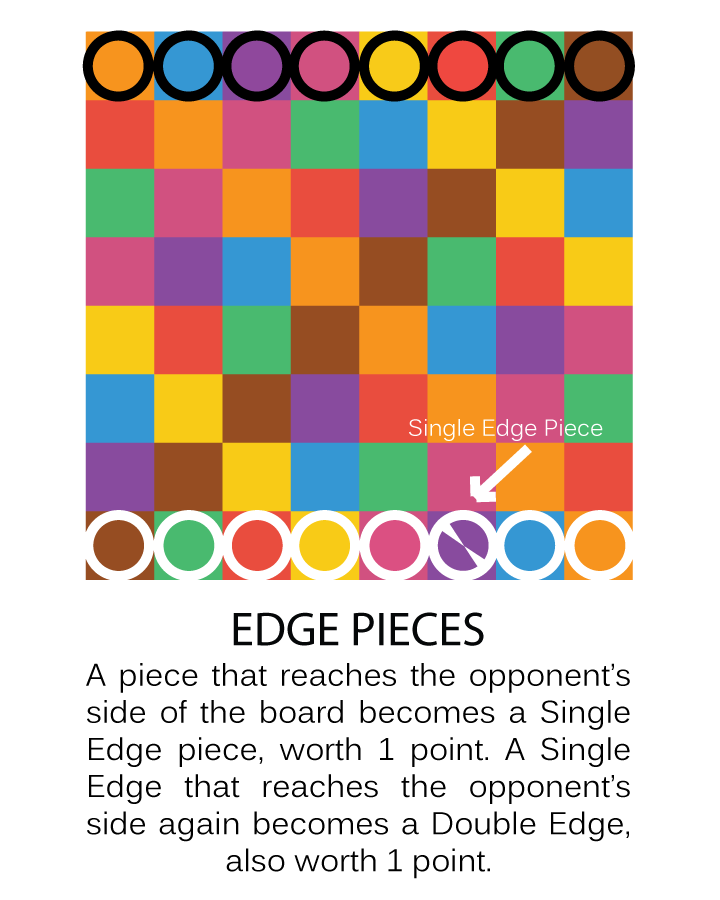 Single Edge Piece
EDGE PIECES
A piece that reaches the opponent's
side of the board becomes a Single
Edge piece, worth 1 point. A Single
Edge that reaches the opponent's
side again becomes a Double Edge,
also worth 1 point.